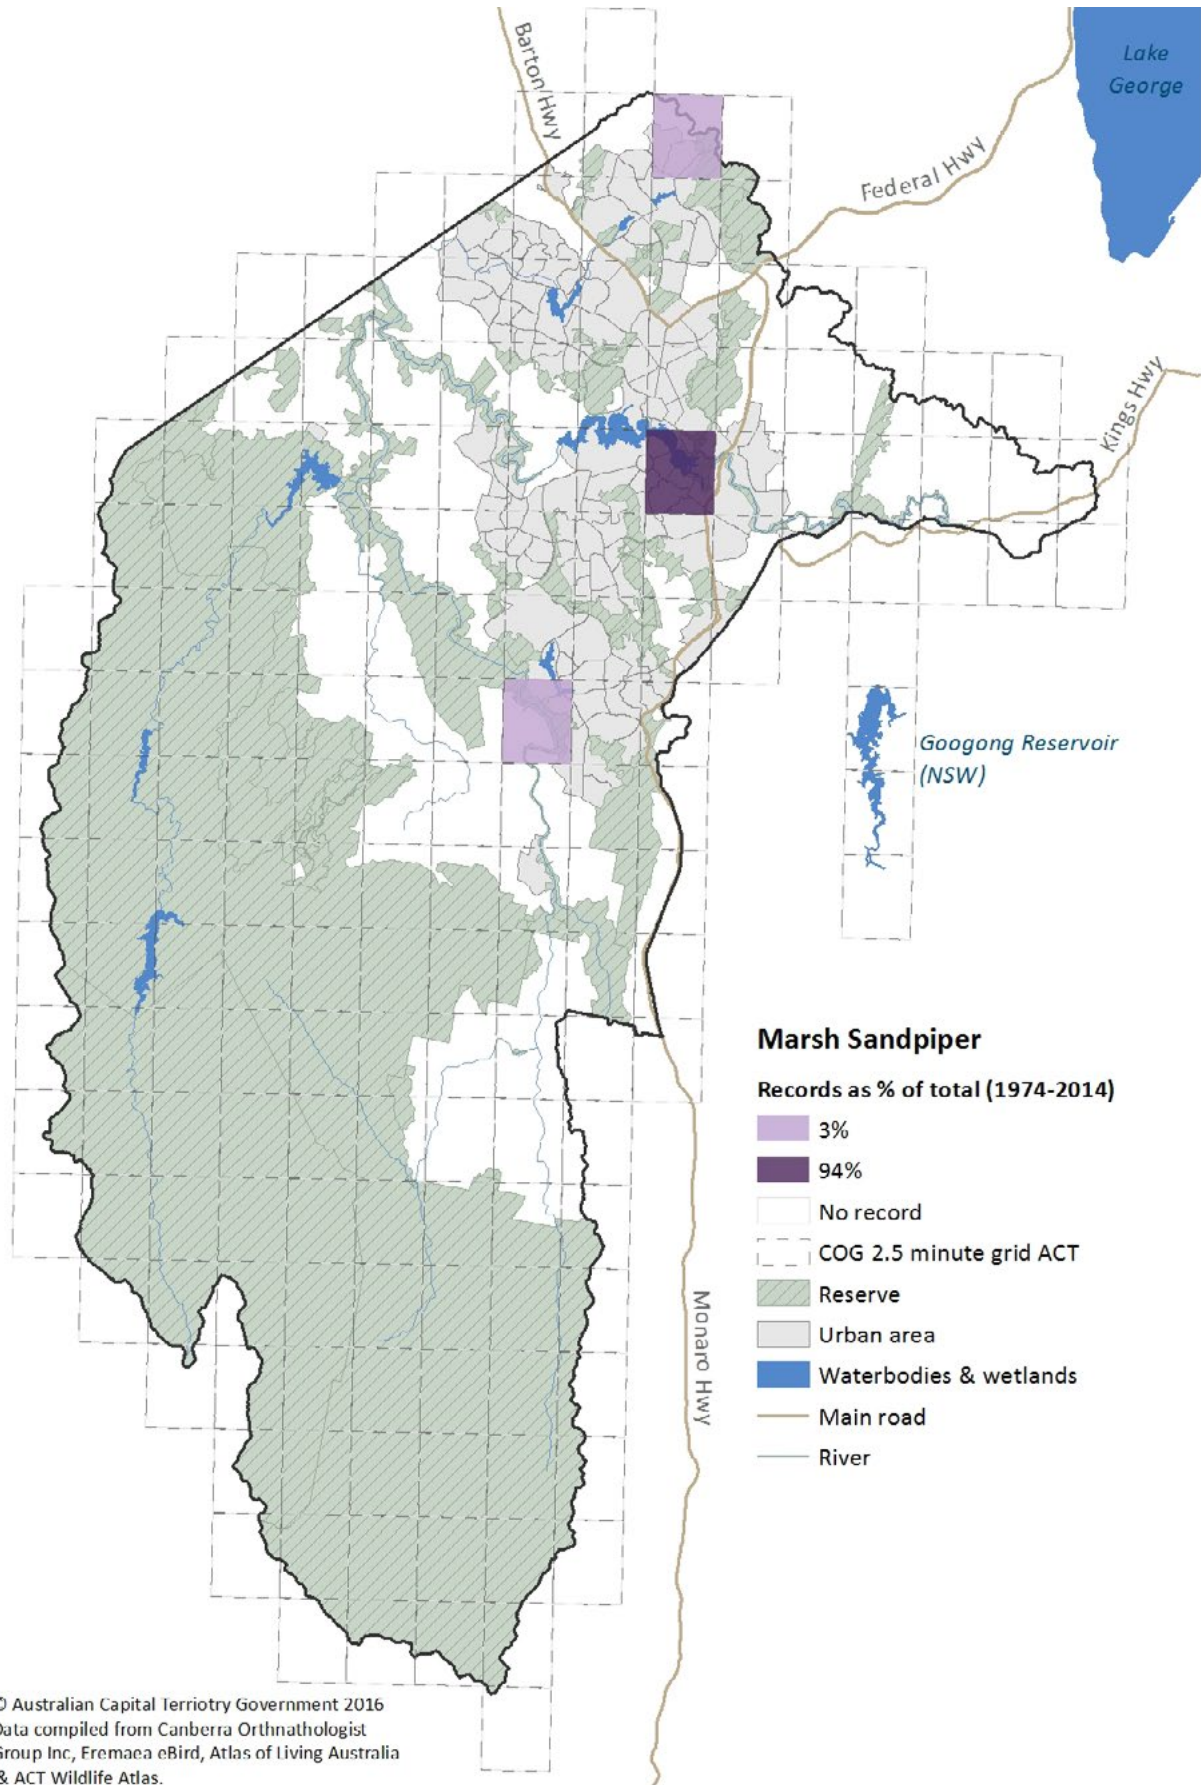 Barton Hwy
Lake
George
Federal Hwy
Kings Hwy
Googong Reservoir
(NSW)
Marsh Sandpiper
Records as % of total (1974-2014)
3%
94%
No record
COG 2.5 minute grid ACT
Reserve
Urban area
Waterbodies & wetlands
Main road
River
Monaro Hwy
© Australian Capital Terriotry Government 2016
Data compiled from Canberra Orthnathologist
Group Inc, Eremaea eBird, Atlas of Living Australia
& ACT Wildlife Atlas.